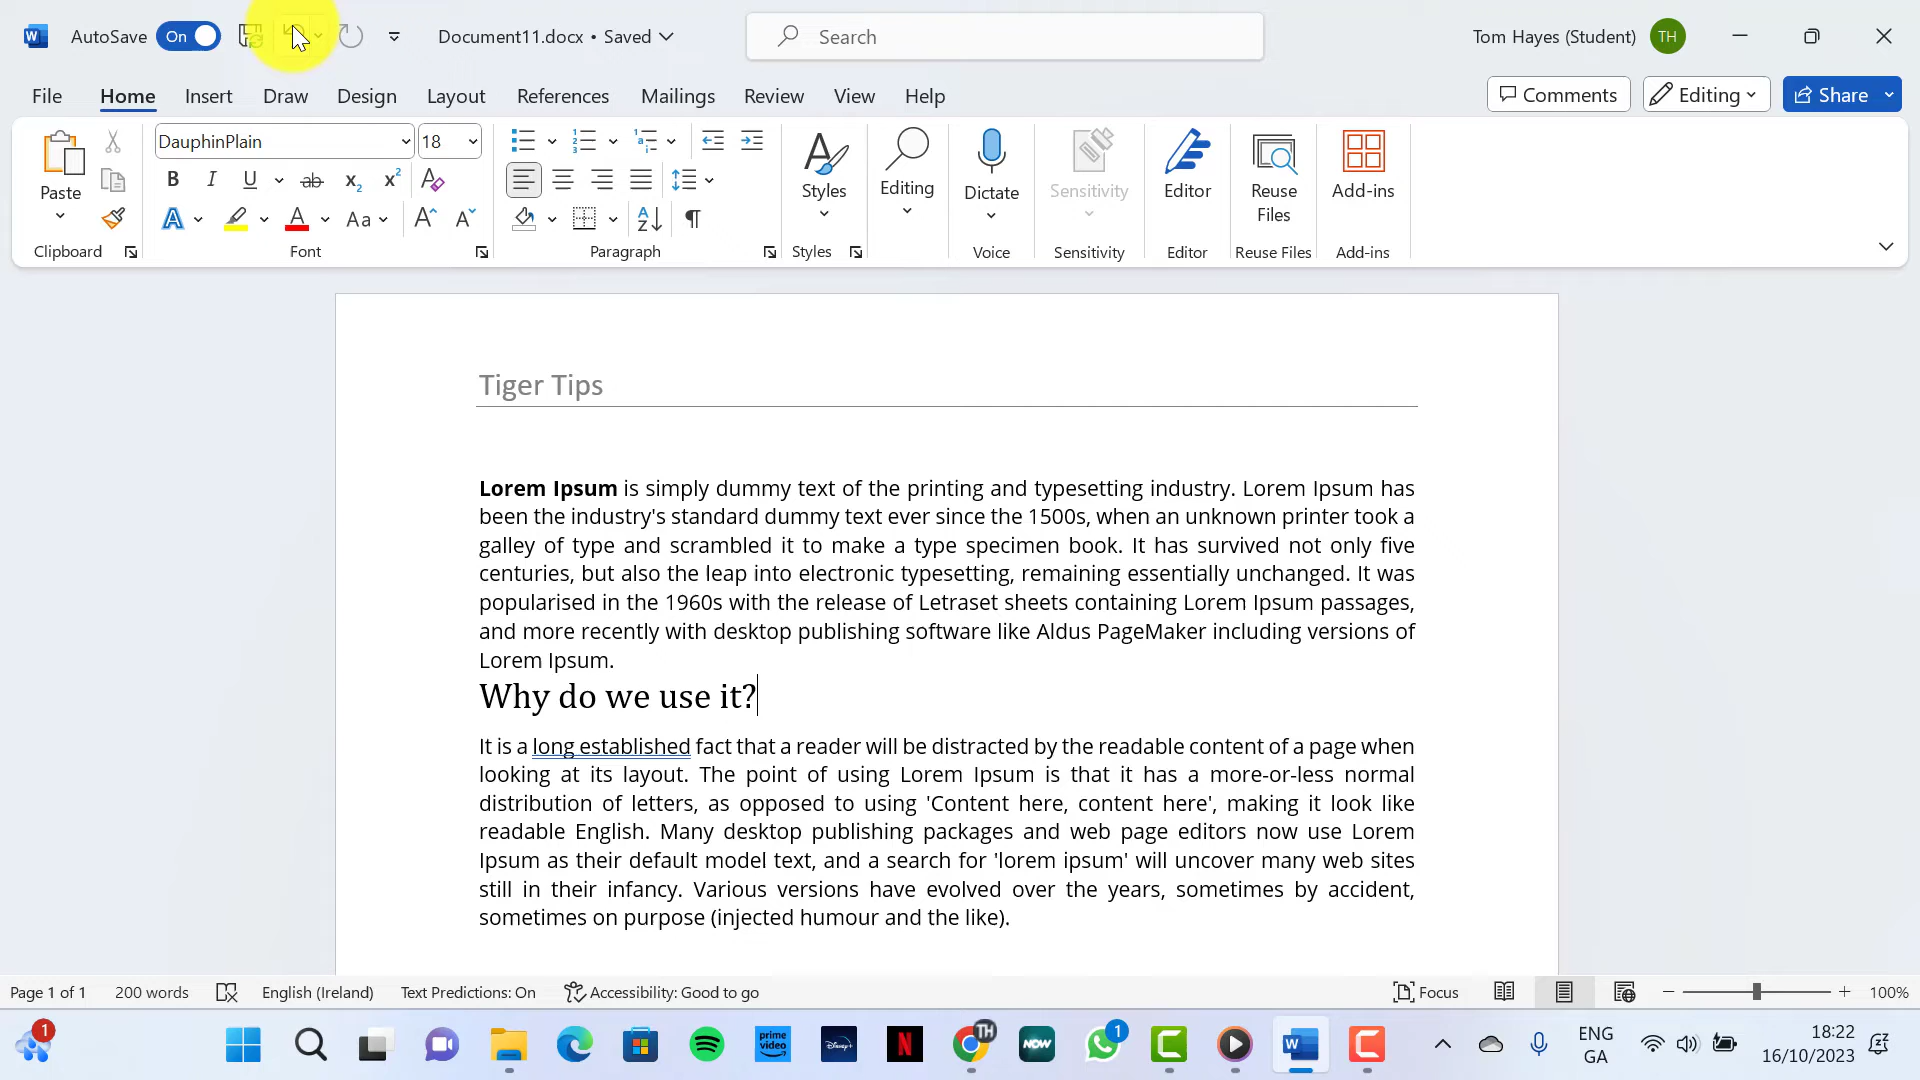 AutoSave On Document11.docx • Saved Search Tom Hayes (Student) TH
File Home Insert Draw Design Layout References Mailings Review View Help Comments Editing Share
DauphinPlain 18
Paste Styles Editing Dictate Sensitivity Editor Reuse Files Add-ins
Clipboard Font Paragraph Styles Voice Sensitivity Editor Reuse Files Add-ins
Tiger Tips
Lorem Ipsum is simply dummy text of the printing and typesetting industry. Lorem Ipsum has
been the industry's standard dummy text ever since the 1500s, when an unknown printer took a
galley of type and scrambled it to make a type specimen book. It has survived not only five
centuries, but also the leap into electronic typesetting, remaining essentially unchanged. It was
popularised in the 1960s with the release of Letraset sheets containing Lorem Ipsum passages,
and more recently with desktop publishing software like Aldus PageMaker including versions of
Lorem Ipsum.
Why do we use it?
It is a long established fact that a reader will be distracted by the readable content of a page when
looking at its layout. The point of using Lorem Ipsum is that it has a more-or-less normal
distribution of letters, as opposed to using 'Content here, content here', making it look like
readable English. Many desktop publishing packages and web page editors now use Lorem
Ipsum as their default model text, and a search for 'lorem ipsum' will uncover many web sites
still in their infancy. Various versions have evolved over the years, sometimes by accident,
sometimes on purpose (injected humour and the like).
Page 1 of 1 200 words English (Ireland) Text Predictions: On Accessibility: Good to go Focus 100%
1 prime video Disney+ N TH NOW 1 W ENG 18:22
GA 16/10/2023